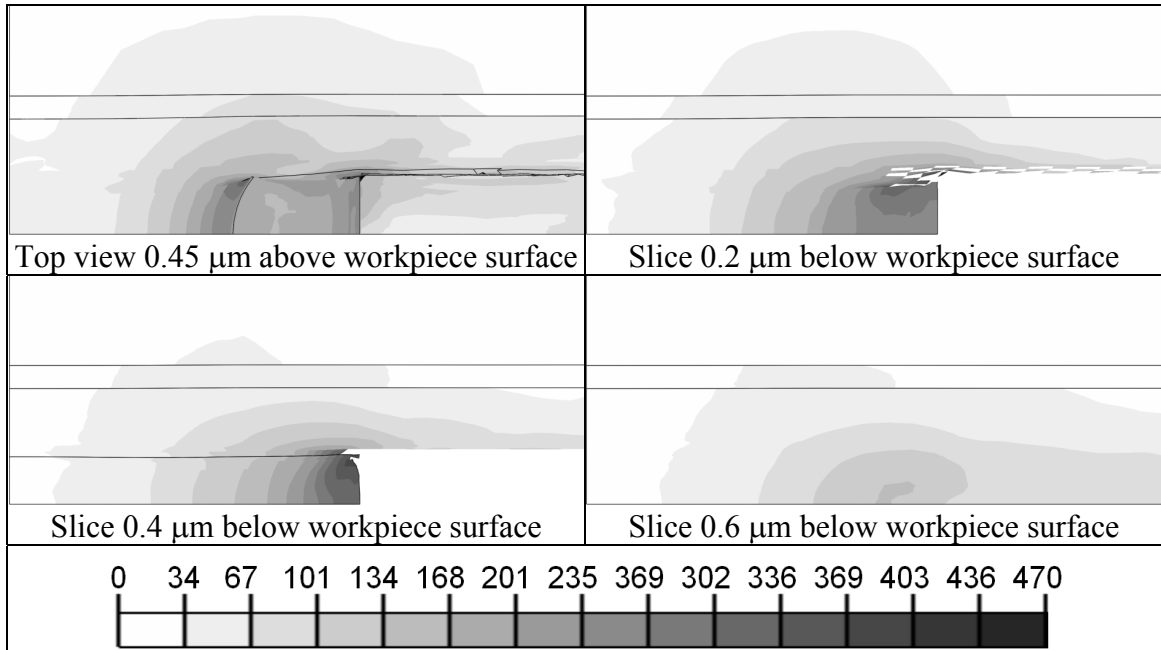 Top view 0.45 μm above workpiece surface
Slice 0.2 μm below workpiece surface
Slice 0.4 μm below workpiece surface
Slice 0.6 μm below workpiece surface
0 34 67 101 134 168 201 235 369 302 336 369 403 436 470